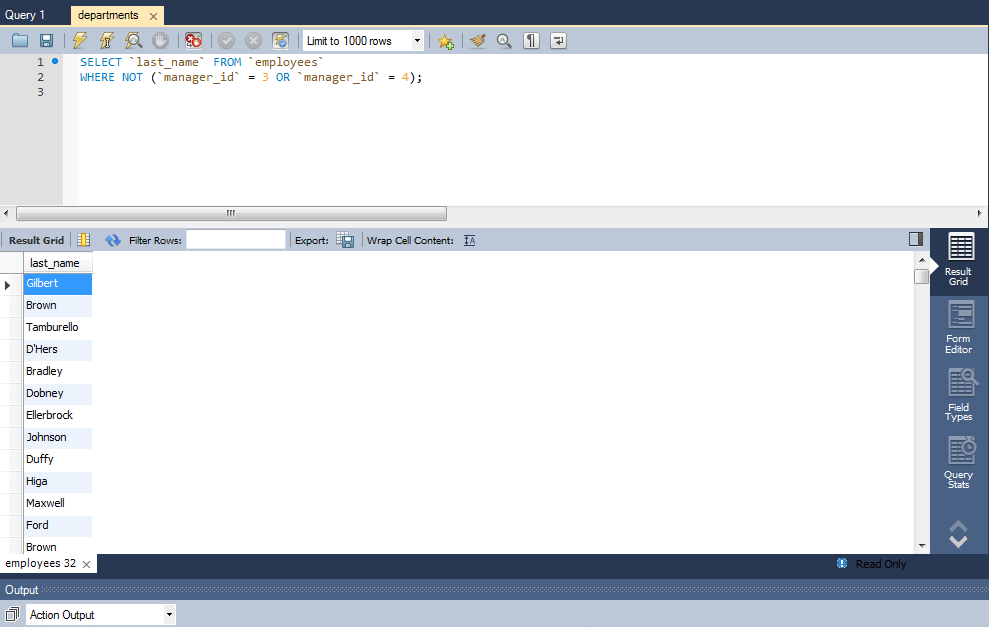 Query 1 departments
Limit to 1000 rows
1 SELECT `last_name` FROM `employees`
2 WHERE NOT (`manager_id` = 3 OR `manager_id` = 4);
3
Result Grid Filter Rows: Export: Wrap Cell Content:
last_name
Gilbert
Brown
Tamburello
D'Hers
Bradley
Dobney
Ellerbrock
Johnson
Duffy
Higa
Maxwell
Ford
Brown
Result
Grid
Form
Editor
Field
Types
Query
Stats
employees 32 Read Only
Output
Action Output